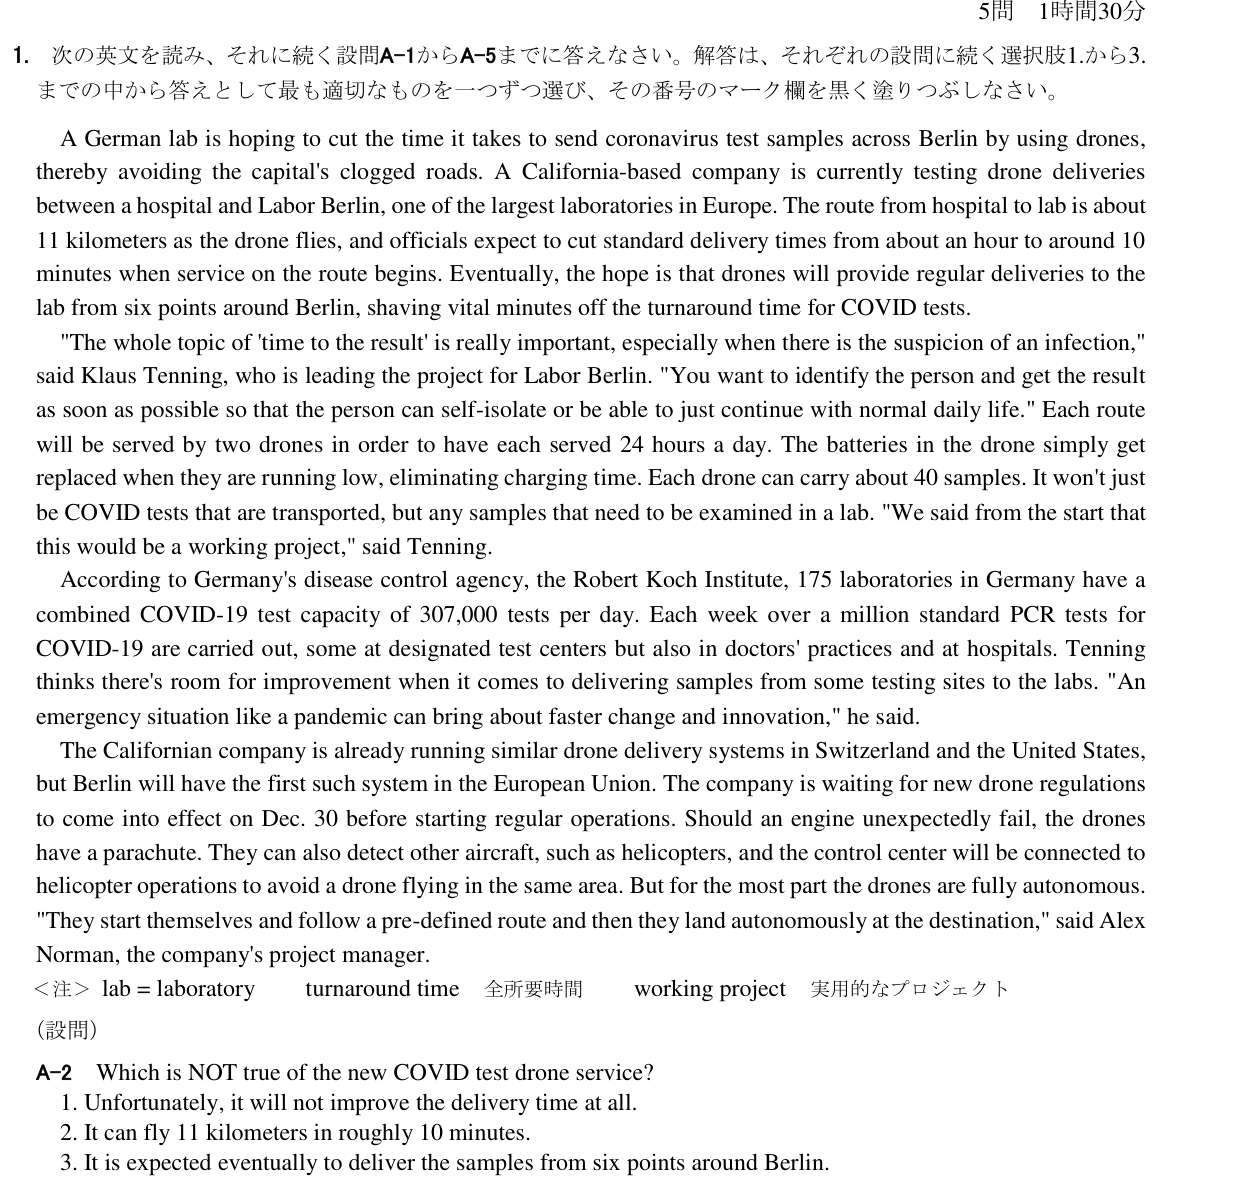 5問　1時間30分
1.　次の英文を読み、それに続く設問A−1からA−5までに答えなさい。解答は、それぞれの設問に続く選択肢1.から3.
までの中から答えとして最も適切なものを一つずつ選び、その番号のマーク欄を黒く塗りつぶしなさい。
A German lab is hoping to cut the time it takes to send coronavirus test samples across Berlin by using drones,
thereby avoiding the capital's clogged roads. A California-based company is currently testing drone deliveries
between a hospital and Labor Berlin, one of the largest laboratories in Europe. The route from hospital to lab is about
11 kilometers as the drone flies, and officials expect to cut standard delivery times from about an hour to around 10
minutes when service on the route begins. Eventually, the hope is that drones will provide regular deliveries to the
lab from six points around Berlin, shaving vital minutes off the turnaround time for COVID tests.
"The whole topic of 'time to the result' is really important, especially when there is the suspicion of an infection,"
said Klaus Tenning, who is leading the project for Labor Berlin. "You want to identify the person and get the result
as soon as possible so that the person can self-isolate or be able to just continue with normal daily life." Each route
will be served by two drones in order to have each served 24 hours a day. The batteries in the drone simply get
replaced when they are running low, eliminating charging time. Each drone can carry about 40 samples. It won't just
be COVID tests that are transported, but any samples that need to be examined in a lab. "We said from the start that
this would be a working project," said Tenning.
According to Germany's disease control agency, the Robert Koch Institute, 175 laboratories in Germany have a
combined COVID-19 test capacity of 307,000 tests per day. Each week over a million standard PCR tests for
COVID-19 are carried out, some at designated test centers but also in doctors' practices and at hospitals. Tenning
thinks there's room for improvement when it comes to delivering samples from some testing sites to the labs. "An
emergency situation like a pandemic can bring about faster change and innovation," he said.
The Californian company is already running similar drone delivery systems in Switzerland and the United States,
but Berlin will have the first such system in the European Union. The company is waiting for new drone regulations
to come into effect on Dec. 30 before starting regular operations. Should an engine unexpectedly fail, the drones
have a parachute. They can also detect other aircraft, such as helicopters, and the control center will be connected to
helicopter operations to avoid a drone flying in the same area. But for the most part the drones are fully autonomous.
"They start themselves and follow a pre-defined route and then they land autonomously at the destination," said Alex
Norman, the company's project manager.
＜注＞ lab = laboratory　　turnaround time　全所要時間　　working project　実用的なプロジェクト
（設問）
A−2　Which is NOT true of the new COVID test drone service?
1. Unfortunately, it will not improve the delivery time at all.
2. It can fly 11 kilometers in roughly 10 minutes.
3. It is expected eventually to deliver the samples from six points around Berlin.